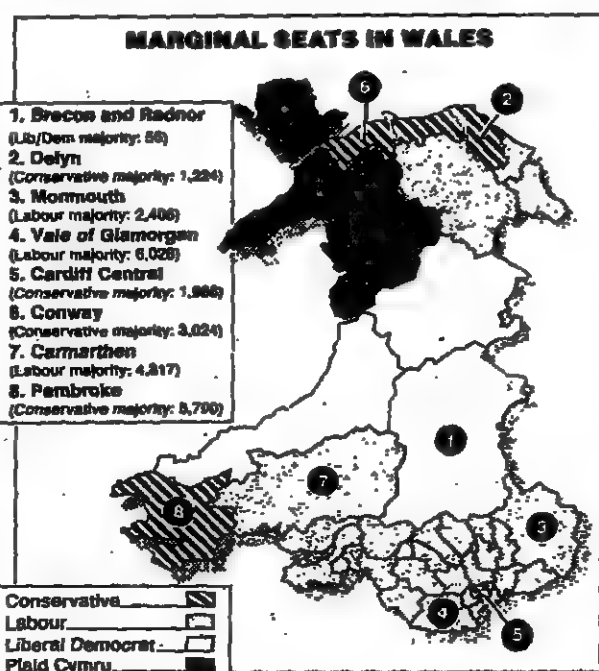 MARGINAL SEATS IN WALES
1. Brecon and Radnor
(Lib/Dem majority: 56)
2. Delyn
(Conservative majority: 1,224)
3. Monmouth
(Labour majority: 2,406)
4. Vale of Glamorgan
(Labour majority: 6,028)
5. Cardiff Central
(Conservative majority:
6. Conway
(Conservative majority: 3,024)
7. Carmarthen
(Labour majority: 4,317)
8. Pembroke
(Conservative majority: 5,700)
6
2
1
7
8
3
4
5
Conservative
Labour
Liberal Democrat
Plaid Cymru